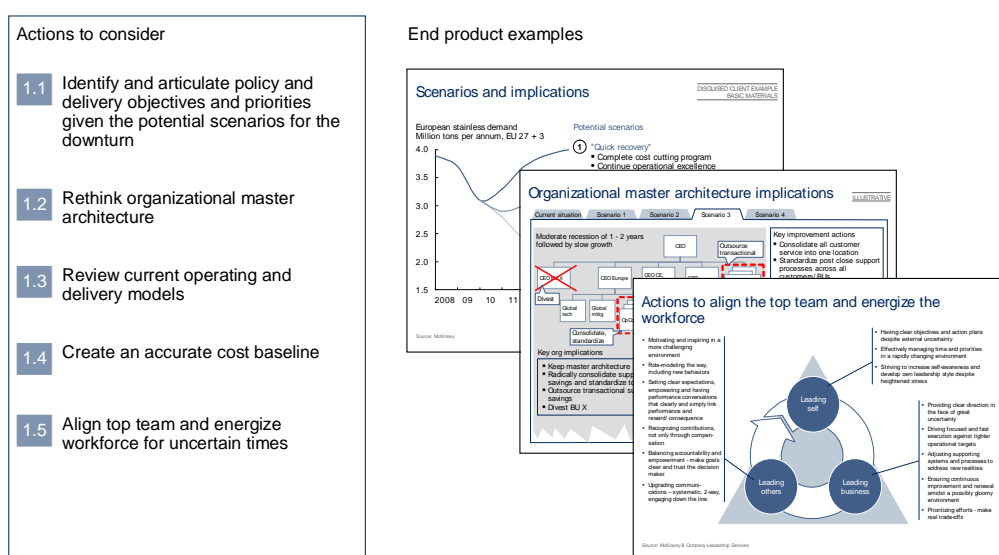 Actions to consider
1.1
Identify and articulate policy and
delivery objectives and priorities
given the potential scenarios for the
downturn
1.2
Rethink organizational master
architecture
1.3
Review current operating and
delivery models
1.4
Create an accurate cost baseline
1.5
Align top team and energize
workforce for uncertain times
End product examples
Scenarios and implications
DISGUISED CLIENT EXAMPLE
BASIC MATERIALS
European stainless demand
Million tons per annum, EU 27 + 3
4.0
3.5
3.0
2.5
2.0
1.5
2008 09 10 11
Potential scenarios
1 "Quick recovery"
• Complete cost cutting program
• Continue operational excellence
Source: McKinsey
Organizational master architecture implications
ILLUSTRATIVE
Current situation Scenario 1 Scenario 2 Scenario 3 Scenario 4
Moderate recession of 1 - 2 years
followed by slow growth
CEO
Outsource
transactional
CEO Europe
CEO CE,
Divest
Global
tech
Global
mktg
Consolidate,
standardize
Key improvement actions
• Consolidate all customer
service into one location
• Standardize post close support
processes across all
customers/ BUs
Key org implications
• Keep master architecture
• Radically consolidate
savings and standardize
• Outsource transactional
savings
• Divest BU X
Actions to align the top team and energize the
workforce
• Motivating and inspiring in a
more challenging
environment
• Role-modeling the way,
including new behaviors
• Setting clear expectations,
empowering and having
performance conversations
that clearly and simply link
performance and
reward/ consequence
• Recognizing contributions,
not only through compen-
sation
• Balancing accountability and
empowerment - make goals
clear and trust the decision
maker
• Upgrading communi-
cations – systematic, 2-way,
engaging down the line
• Having clear objectives and action plans
despite external uncertainty
• Effectively managing time and priorities
in a rapidly changing environment
• Striving to increase self-awareness and
develop own leadership style despite
heightened stress
Leading
self
Leading
others
Leading
business
• Providing clear direction in
the face of great
uncertainty
• Driving focused and fast
execution against tighter
operational targets
• Adjusting supporting
systems and processes to
address new realities
• Ensuring continuous
improvement and renewal
amidst a possibly gloomy
environment
• Prioritizing efforts - make
real trade-offs
Source: McKinsey & Company Leadership Services